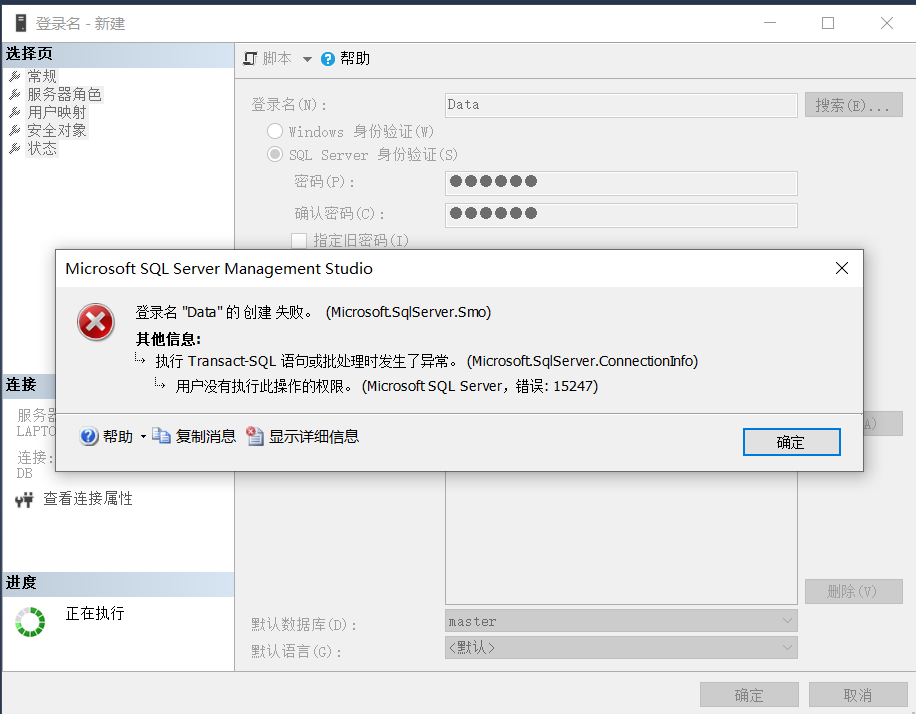 登录名 - 新建
选择页
常规
服务器角色
用户映射
安全对象
状态
脚本
帮助
登录名(N):
Data
搜索(E)...
Windows 身份验证(W)
SQL Server 身份验证(S)
密码(P):
●●●●●●
确认密码(C):
●●●●●●
指定旧密码(I)
Microsoft SQL Server Management Studio
登录名 "Data" 的 创建 失败。 (Microsoft.SqlServer.Smo)
其他信息:
执行 Transact-SQL 语句或批处理时发生了异常。 (Microsoft.SqlServer.ConnectionInfo)
用户没有执行此操作的权限。 (Microsoft SQL Server，错误: 15247)
帮助
复制消息
显示详细信息
确定
连接
服务器
LAPTO
A)
连接:
DB
查看连接属性
进度
正在执行
删除(V)
默认数据库(D):
master
默认语言(G):
<默认>
确定
取消